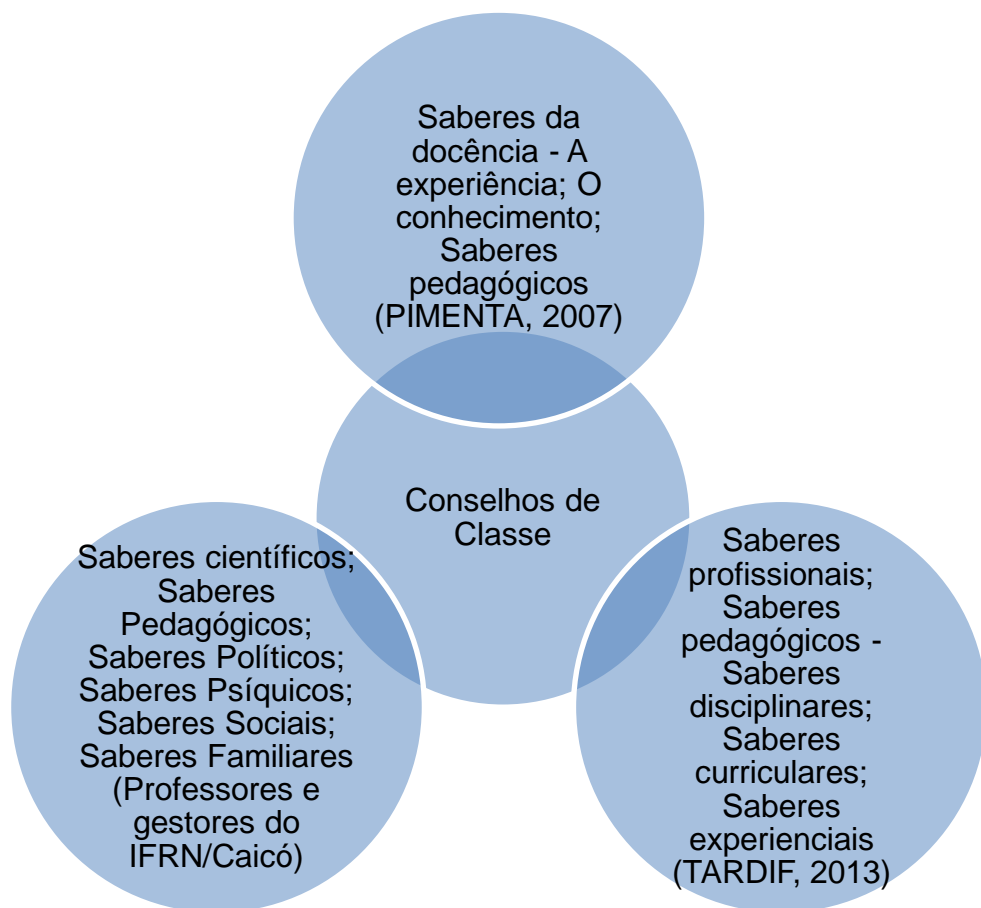 Saberes da
docência - A
experiência; O
conhecimento;
Saberes
pedagógicos
(PIMENTA, 2007)
Conselhos de
Classe
Saberes científicos;
Saberes
Pedagógicos;
Saberes Políticos;
Saberes Psíquicos;
Saberes Sociais;
Saberes Familiares
(Professores e
gestores do
IFRN/Caicó)
Saberes
profissionais;
Saberes
pedagógicos -
Saberes
disciplinares;
Saberes
curriculares;
Saberes
experienciais
(TARDIF, 2013)